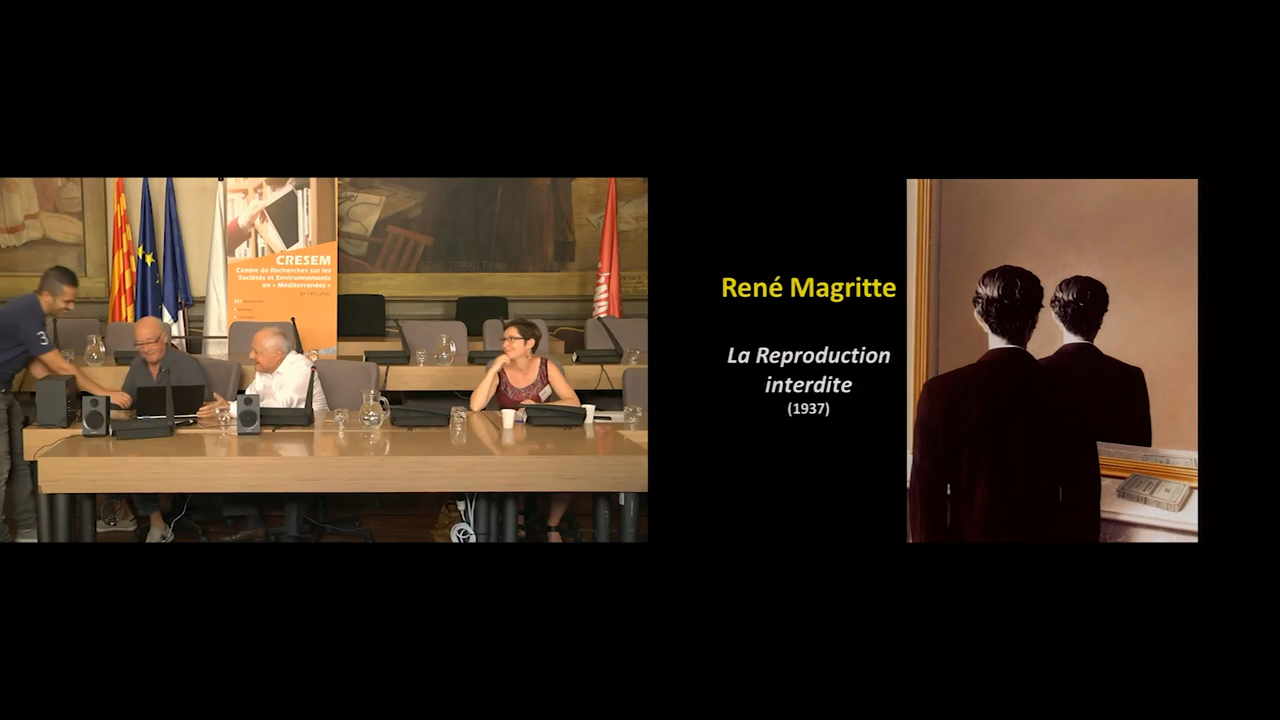 CRESEM
Centre de Recherches sur les
Sociétés et Environnements
en « Méditerranées »
René Magritte
La Reproduction
interdite
(1937)